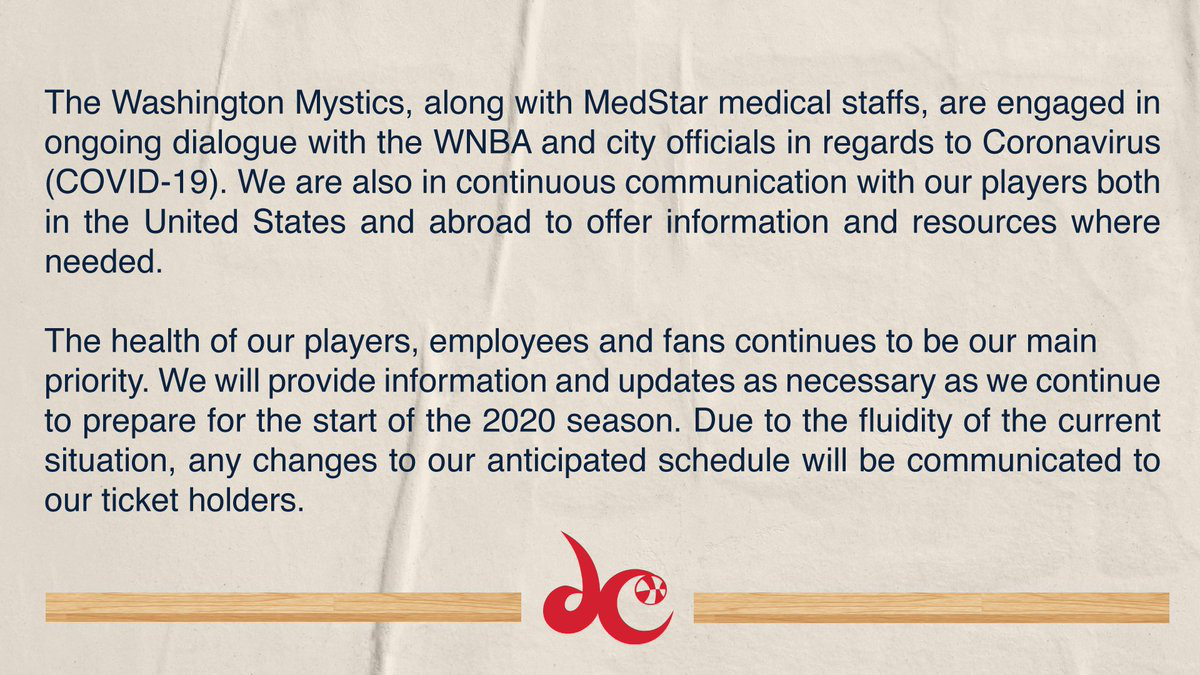 The Washington Mystics, along with MedStar medical staffs, are engaged in
ongoing dialogue with the WNBA and city officials in regards to Coronavirus
(COVID-19). We are also in continuous communication with our players both
in the United States and abroad to offer information and resources where
needed.
The health of our players, employees and fans continues to be our main
priority. We will provide information and updates as necessary as we continue
to prepare for the start of the 2020 season. Due to the fluidity of the current
situation, any changes to our anticipated schedule will be communicated to
our ticket holders.
dc